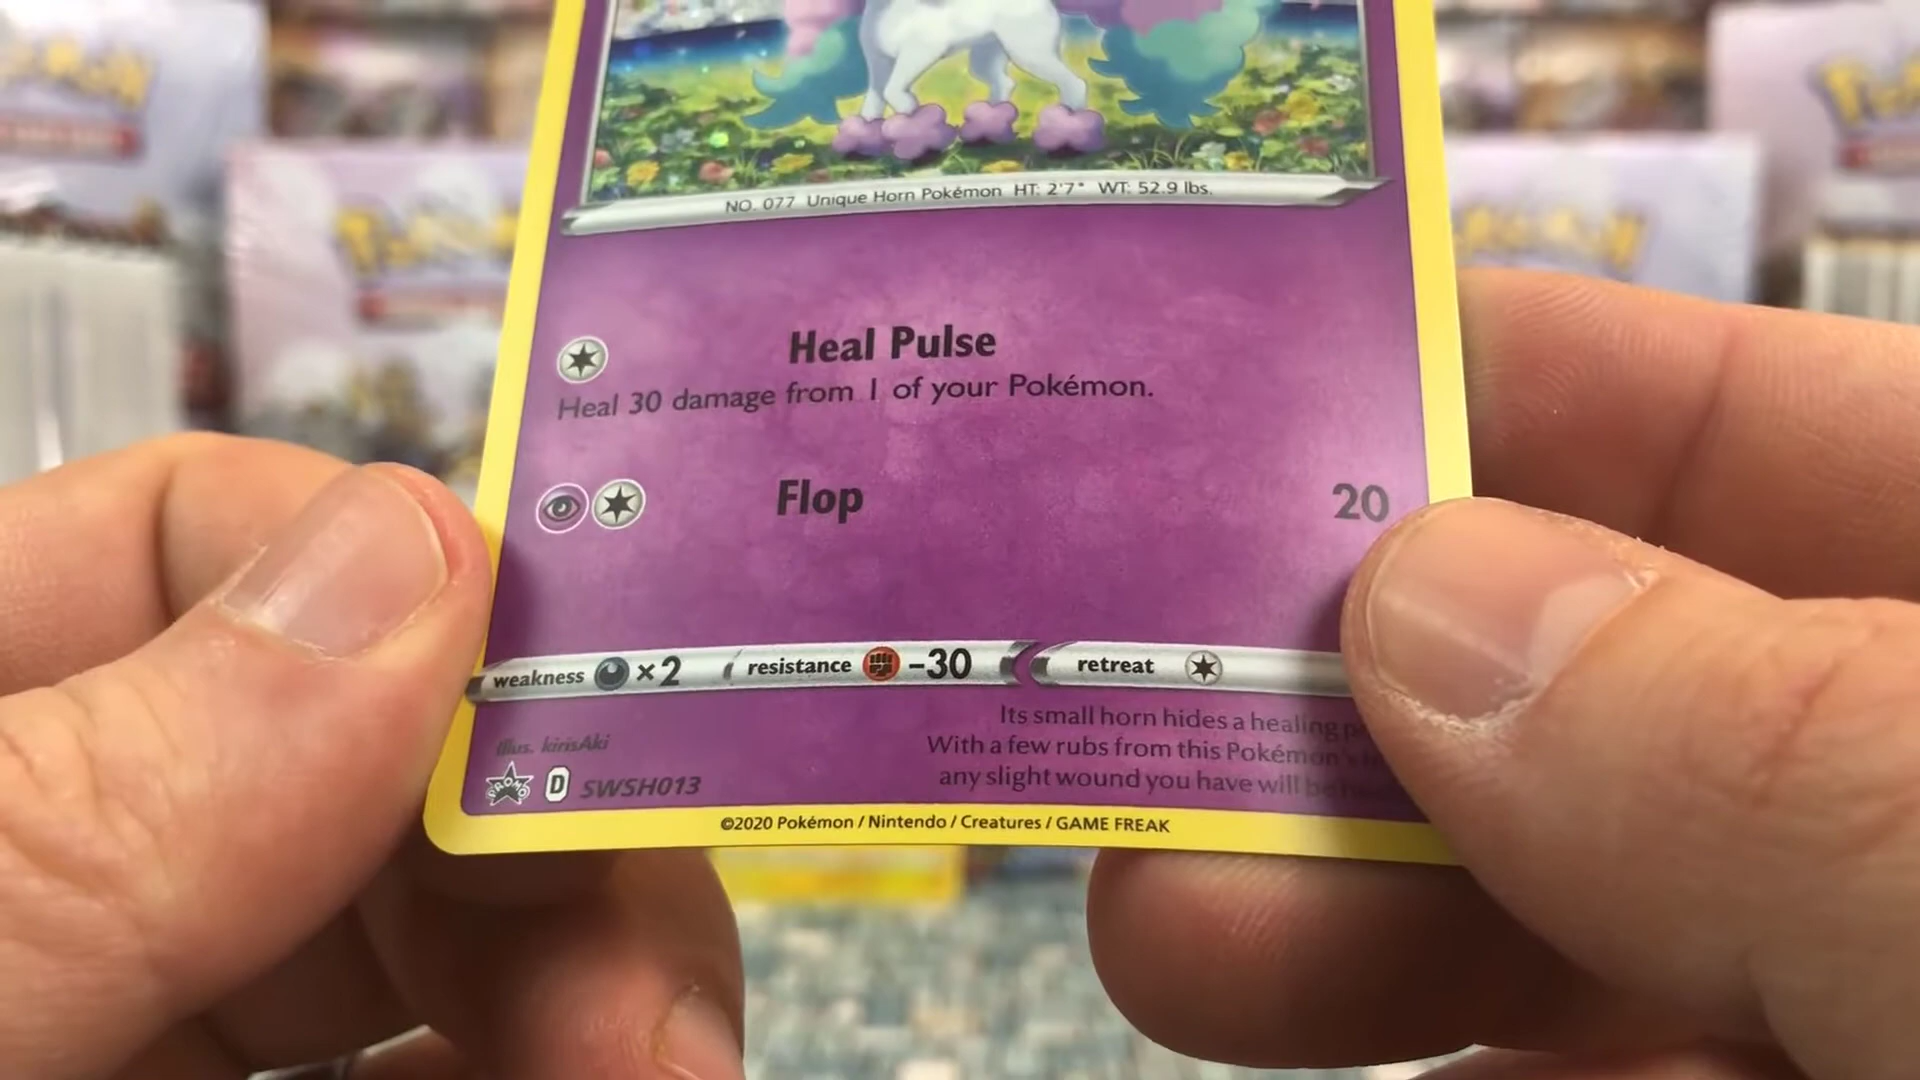 NO. 077 Unique Horn Pokémon HT: 2'7" WT: 52.9 lbs.
Heal Pulse
Heal 30 damage from 1 of your Pokémon.
Flop 20
weakness ×2 resistance -30 retreat
Illus. kirisAki
Its small horn hides a healing
With a few rubs from this Pokémon's
any slight wound you have will be
PROMO D SWSH013
©2020 Pokémon / Nintendo / Creatures / GAME FREAK